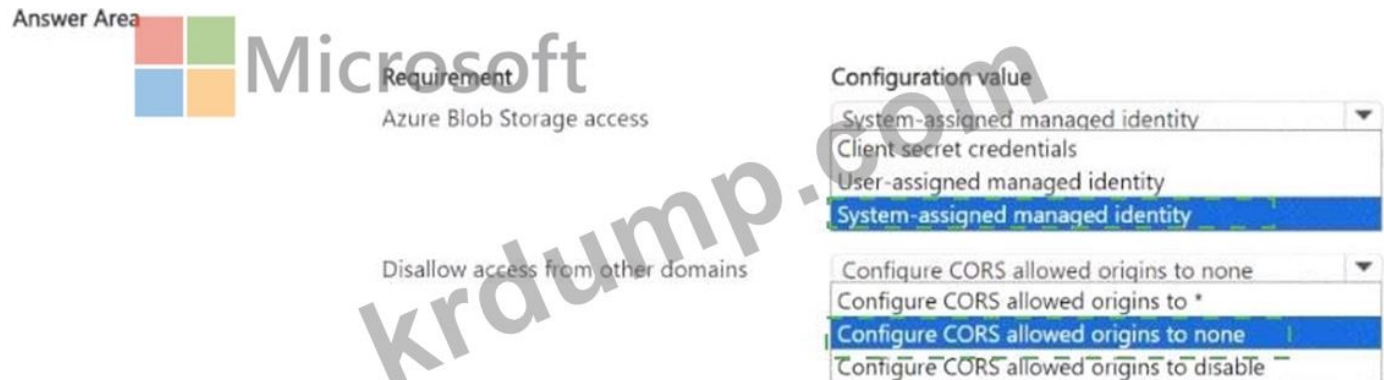 Answer Area
Microsoft
Requirement
Configuration value
Azure Blob Storage access
System-assigned managed identity
Client secret credentials
User-assigned managed identity
System-assigned managed identity
Disallow access from other domains
Configure CORS allowed origins to none
Configure CORS allowed origins to *
Configure CORS allowed origins to none
Configure CORS allowed origins to disable
krdump.com